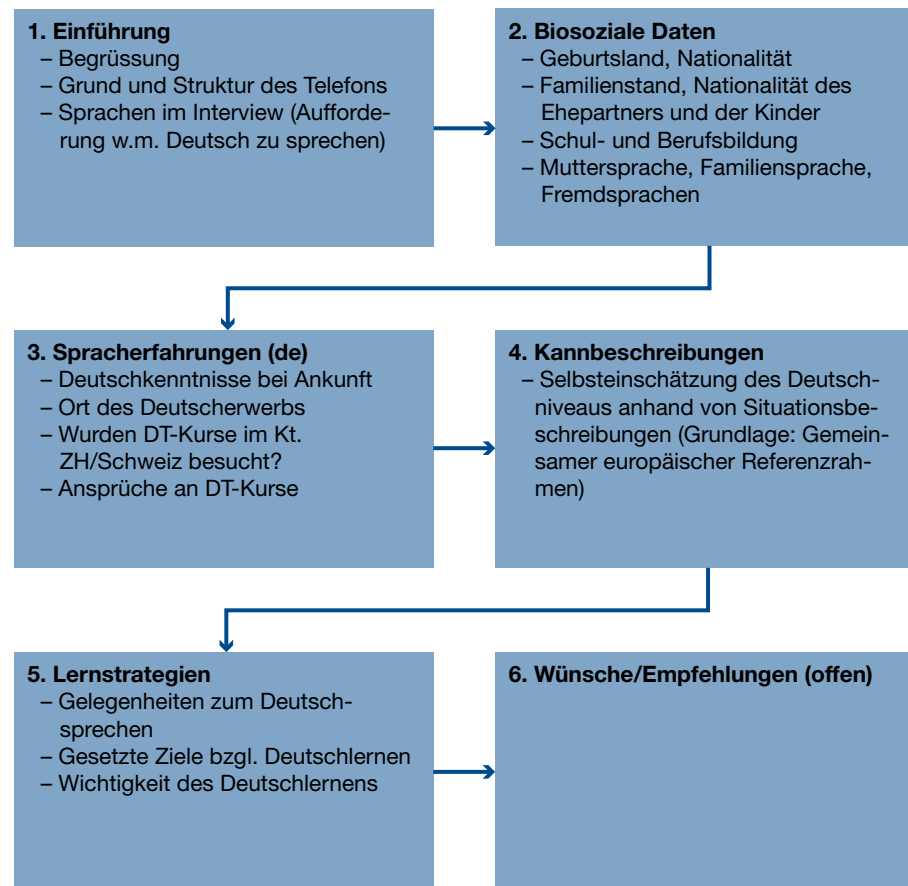 1. Einführung
– Begrüssung
– Grund und Struktur des Telefons
– Sprachen im Interview (Aufforde-
rung w.m. Deutsch zu sprechen)
2. Biosoziale Daten
– Geburtsland, Nationalität
– Familienstand, Nationalität des
Ehepartners und der Kinder
– Schul- und Berufsbildung
– Muttersprache, Familiensprache,
Fremdsprachen
3. Spracherfahrungen (de)
– Deutschkenntnisse bei Ankunft
– Ort des Deutscherwerbs
– Wurden DT-Kurse im Kt.
ZH/Schweiz besucht?
– Ansprüche an DT-Kurse
4. Kannbeschreibungen
– Selbsteinschätzung des Deutsch-
niveaus anhand von Situationsbe-
schreibungen (Grundlage: Gemein-
samer europäischer Referenzrah-
men)
5. Lernstrategien
– Gelegenheiten zum Deutsch-
sprechen
– Gesetzte Ziele bzgl. Deutschlernen
– Wichtigkeit des Deutschlernens
6. Wünsche/Empfehlungen (offen)